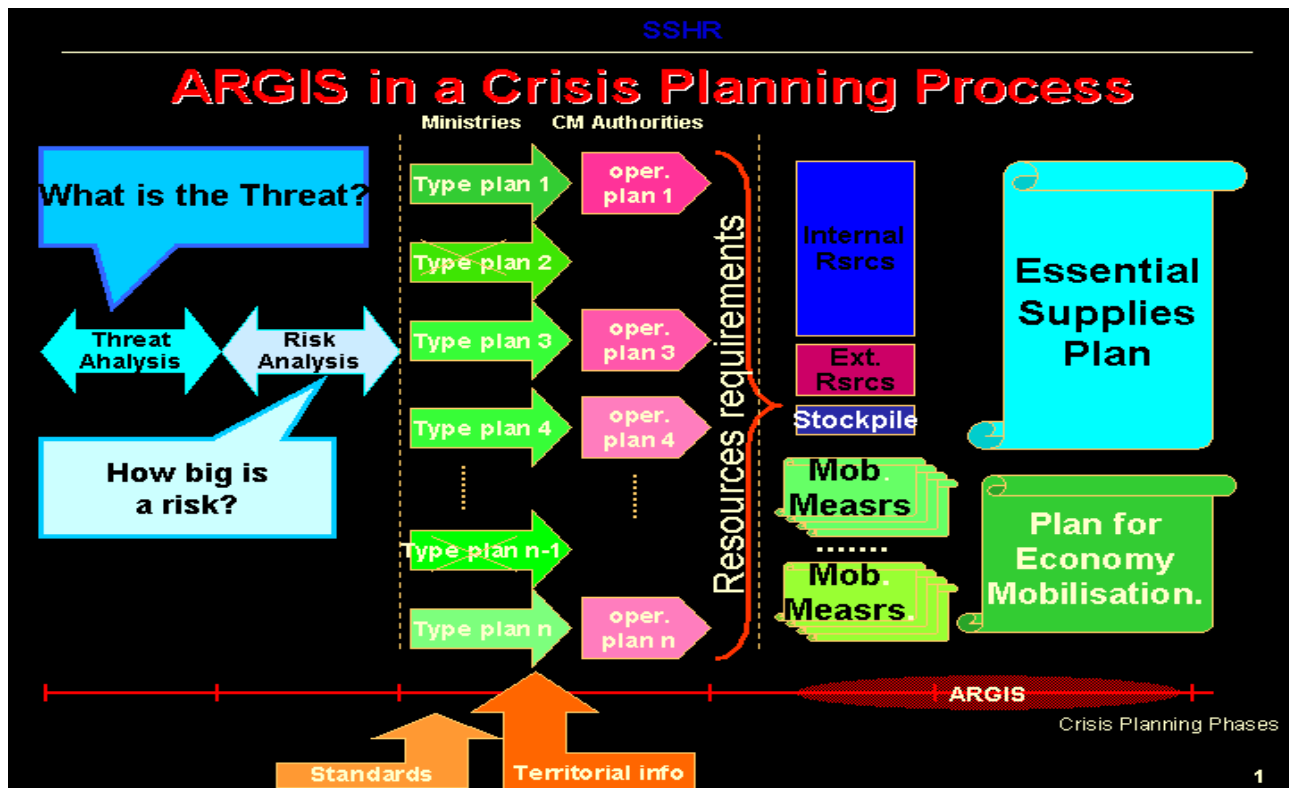 SSHR
ARGIS in a Crisis Planning Process
Ministries
CM Authorities
What is the Threat?
Threat
Ahalysis
Risk
Analysis
How big is
a risk?
Type plan 1
Type plan 2
Type plan 3
Type plan 4
........
Type plan n-1
Type plan n
oper.
plan 1
oper.
plan 3
oper.
plan 4
........
oper.
plan n
Resources requirements
Internal
Rsrcs
Ext.
Rsrcs
Stockpile
Mob.
Measrs
.......
Mob.
Measrs.
Essential
Supplies
Plan
Plan for
Economy
Mobilisation.
ARGIS
Crisis Planning Phases
Standards
Territorial info
1